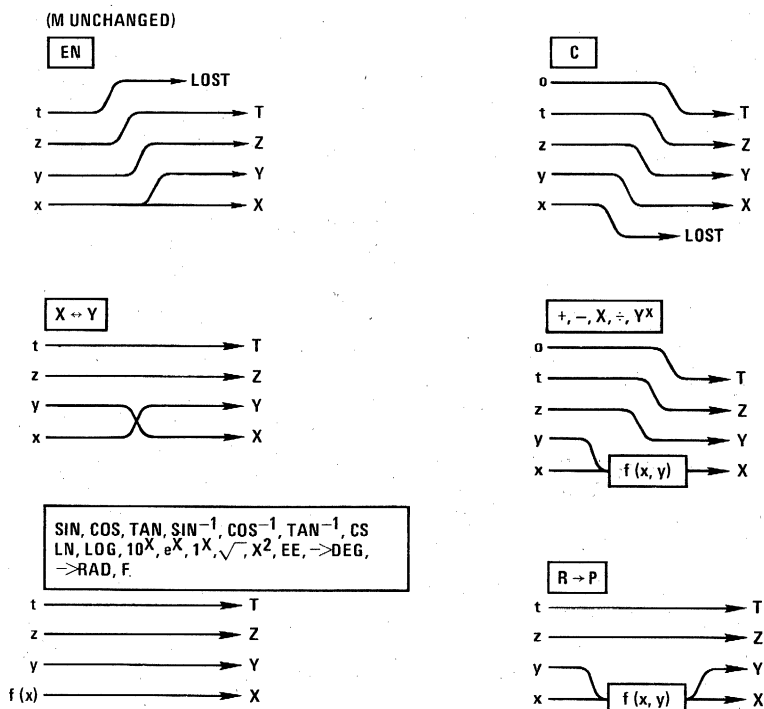 (M UNCHANGED)
EN
LOST
t T
z Z
y Y
x X
C
o
t T
z Z
y Y
x X
LOST
X ↔ Y
t T
z Z
y Y
x X
+, −, X, ÷, Y^X
o
t T
z Z
y Y
x f (x, y) X
SIN, COS, TAN, SIN⁻¹, COS⁻¹, TAN⁻¹, CS
LN, LOG, 10^X, e^X, 1^X, √, X², EE, −>DEG,
−>RAD, F.
t T
z Z
y Y
f (x) X
R → P
t T
z Z
y Y
x f (x, y) X